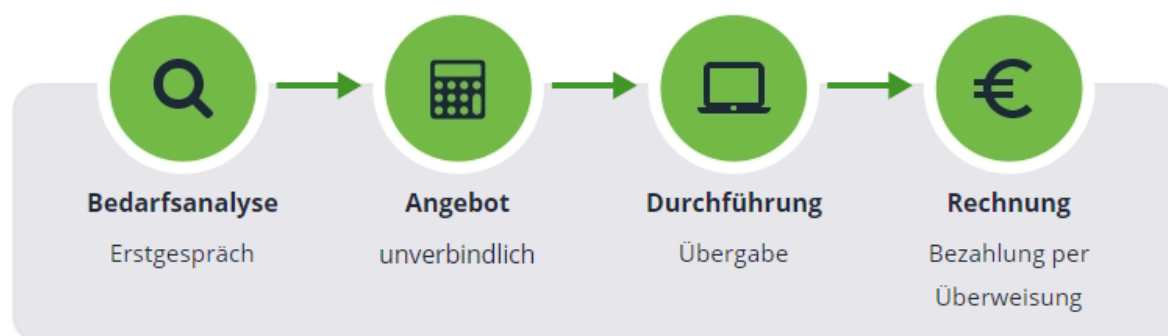 Bedarfsanalyse
Erstgespräch
Angebot
unverbindlich
Durchführung
Übergabe
Rechnung
Bezahlung per
Überweisung